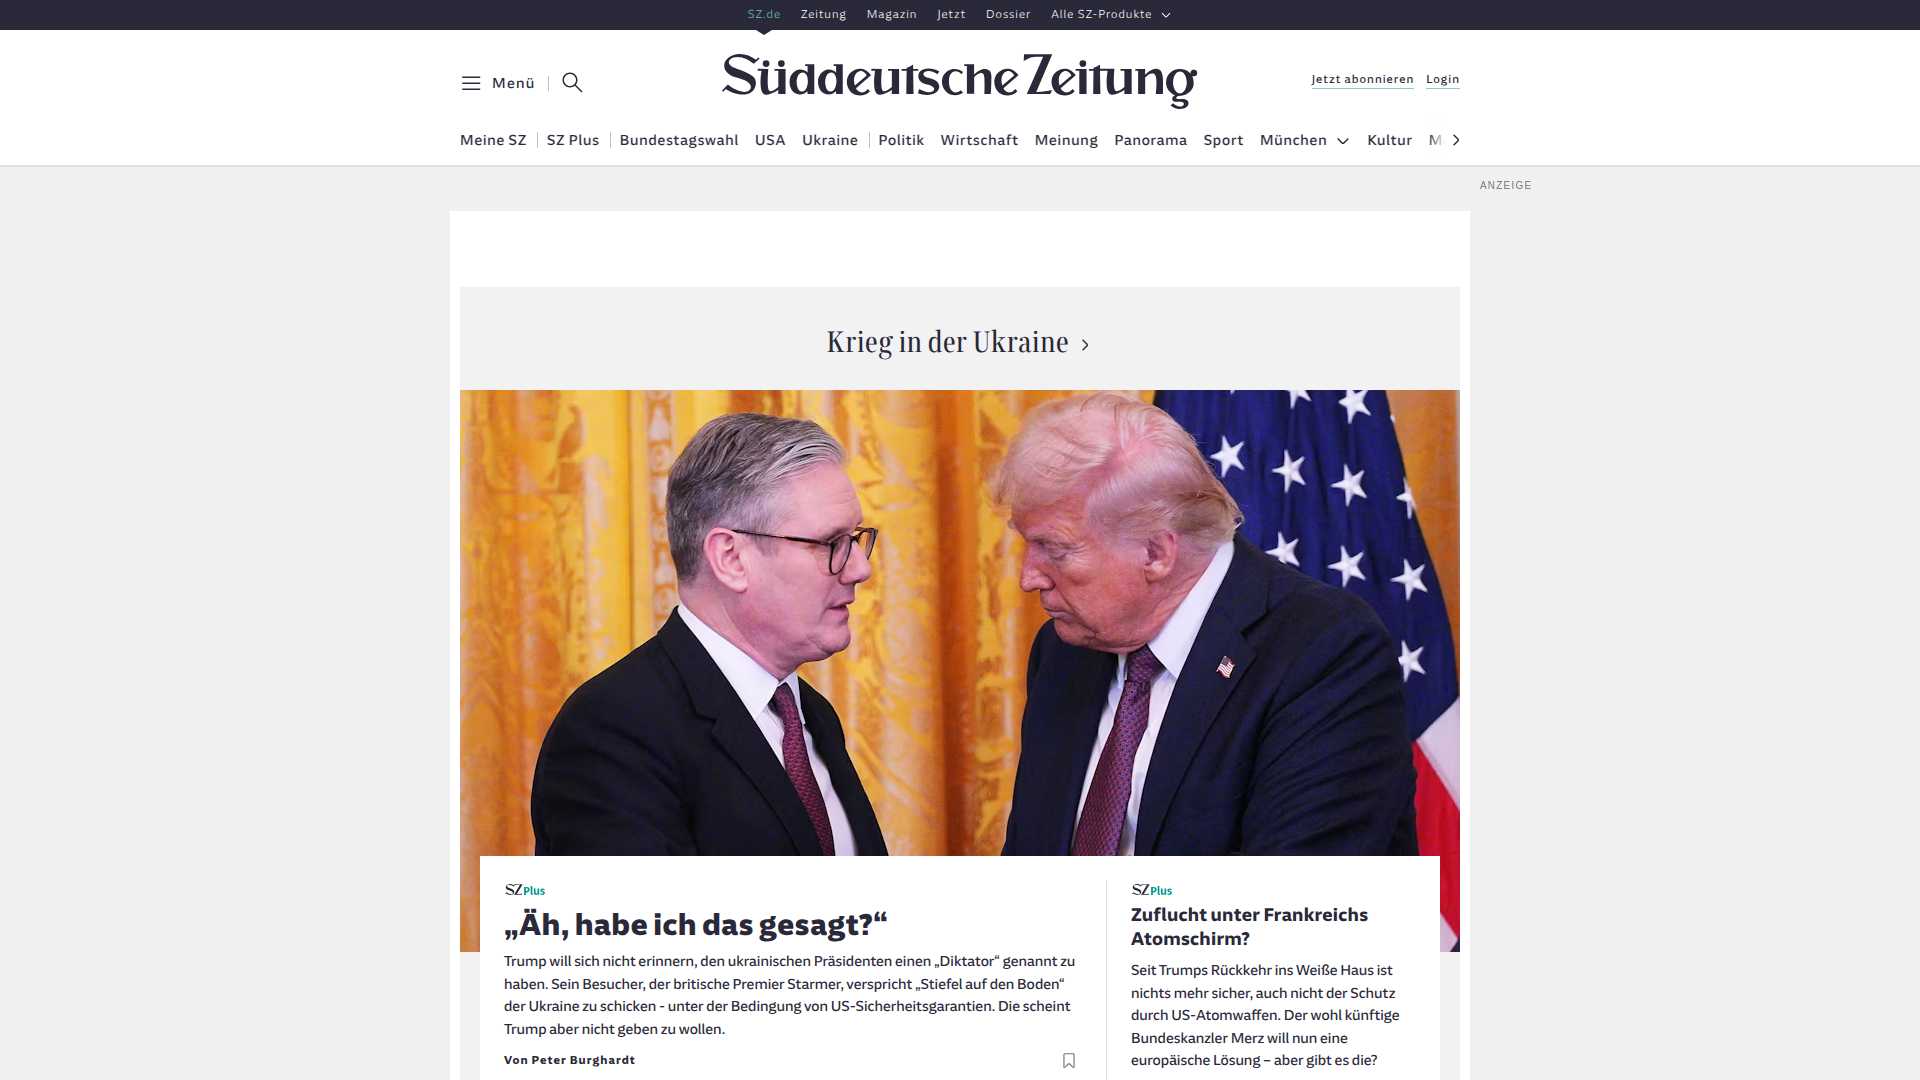 SZ.de Zeitung Magazin Jetzt Dossier Alle SZ-Produkte
Menü
Süddeutsche Zeitung
Jetzt abonnieren Login
Meine SZ SZ Plus Bundestagswahl USA Ukraine Politik Wirtschaft Meinung Panorama Sport München Kultur M
ANZEIGE
Krieg in der Ukraine
SZ Plus
„Äh, habe ich das gesagt?“
Trump will sich nicht erinnern, den ukrainischen Präsidenten einen „Diktator“ genannt zu
haben. Sein Besucher, der britische Premier Starmer, verspricht „Stiefel auf den Boden“
der Ukraine zu schicken - unter der Bedingung von US-Sicherheitsgarantien. Die scheint
Trump aber nicht geben zu wollen.
Von Peter Burghardt
SZ Plus
Zuflucht unter Frankreichs
Atomschirm?
Seit Trumps Rückkehr ins Weiße Haus ist
nichts mehr sicher, auch nicht der Schutz
durch US-Atomwaffen. Der wohl künftige
Bundeskanzler Merz will nun eine
europäische Lösung – aber gibt es die?